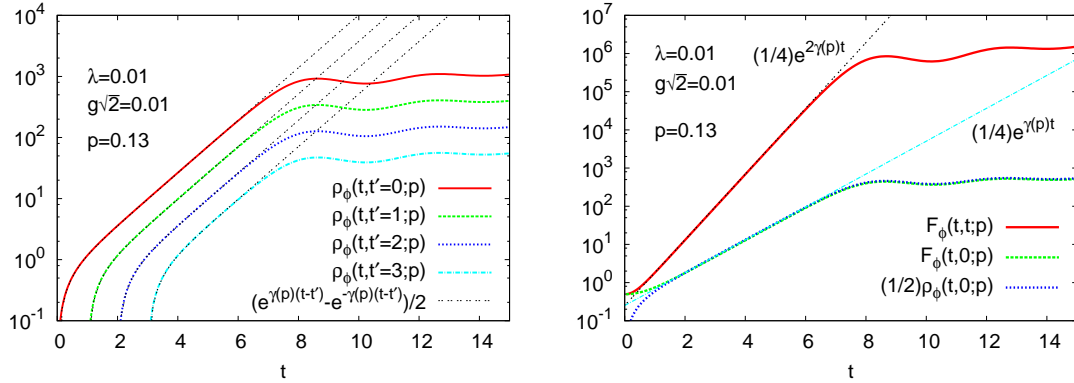 10^4
10^3
10^2
10^1
10^0
10^-1
λ=0.01
g√2=0.01
p=0.13
ρ_ϕ(t,t′=0;p)
ρ_ϕ(t,t′=1;p)
ρ_ϕ(t,t′=2;p)
ρ_ϕ(t,t′=3;p)
(e^γ(p)(t-t′)-e^-γ(p)(t-t′))/2
0 2 4 6 8 10 12 14
t
10^7
10^6
10^5
10^4
10^3
10^2
10^1
10^0
10^-1
λ=0.01
g√2=0.01
p=0.13
(1/4)e^2γ(p)t
(1/4)e^γ(p)t
F_ϕ(t,t;p)
F_ϕ(t,0;p)
(1/2)ρ_ϕ(t,0;p)
0 2 4 6 8 10 12 14
t